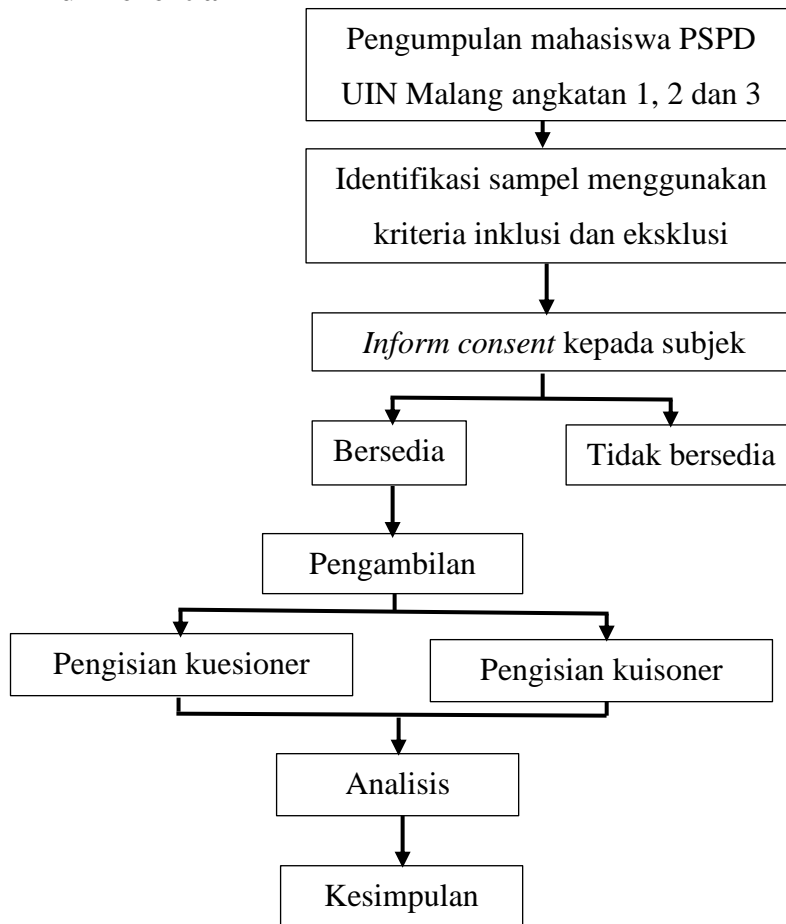 Pengumpulan mahasiswa PSPD
UIN Malang angkatan 1, 2 dan 3
Identifikasi sampel menggunakan
kriteria inklusi dan eksklusi
Inform consent kepada subjek
Bersedia
Tidak bersedia
Pengambilan
Pengisian kuesioner
Pengisian kuisoner
Analisis
Kesimpulan